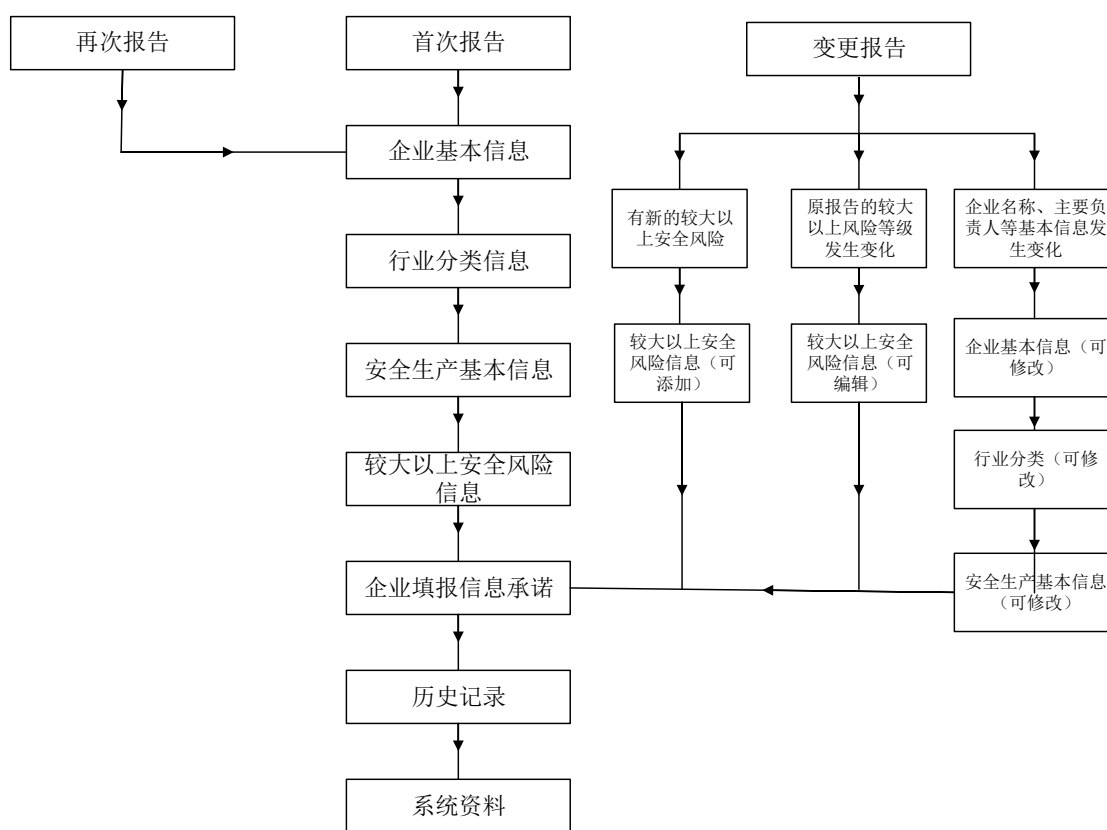 再次报告
首次报告
变更报告
企业基本信息
有新的较大以
上安全风险
原报告的较大
以上风险等级
发生变化
企业名称、主要负
责人等基本信息发
生变化
行业分类信息
较大以上安全
风险信息（可
添加）
较大以上安全
风险信息（可
编辑）
企业基本信息（可
修改）
安全生产基本信息
较大以上安全风险
信息
行业分类（可修
改）
企业填报信息承诺
安全生产基本信息
（可修改）
历史记录
系统资料